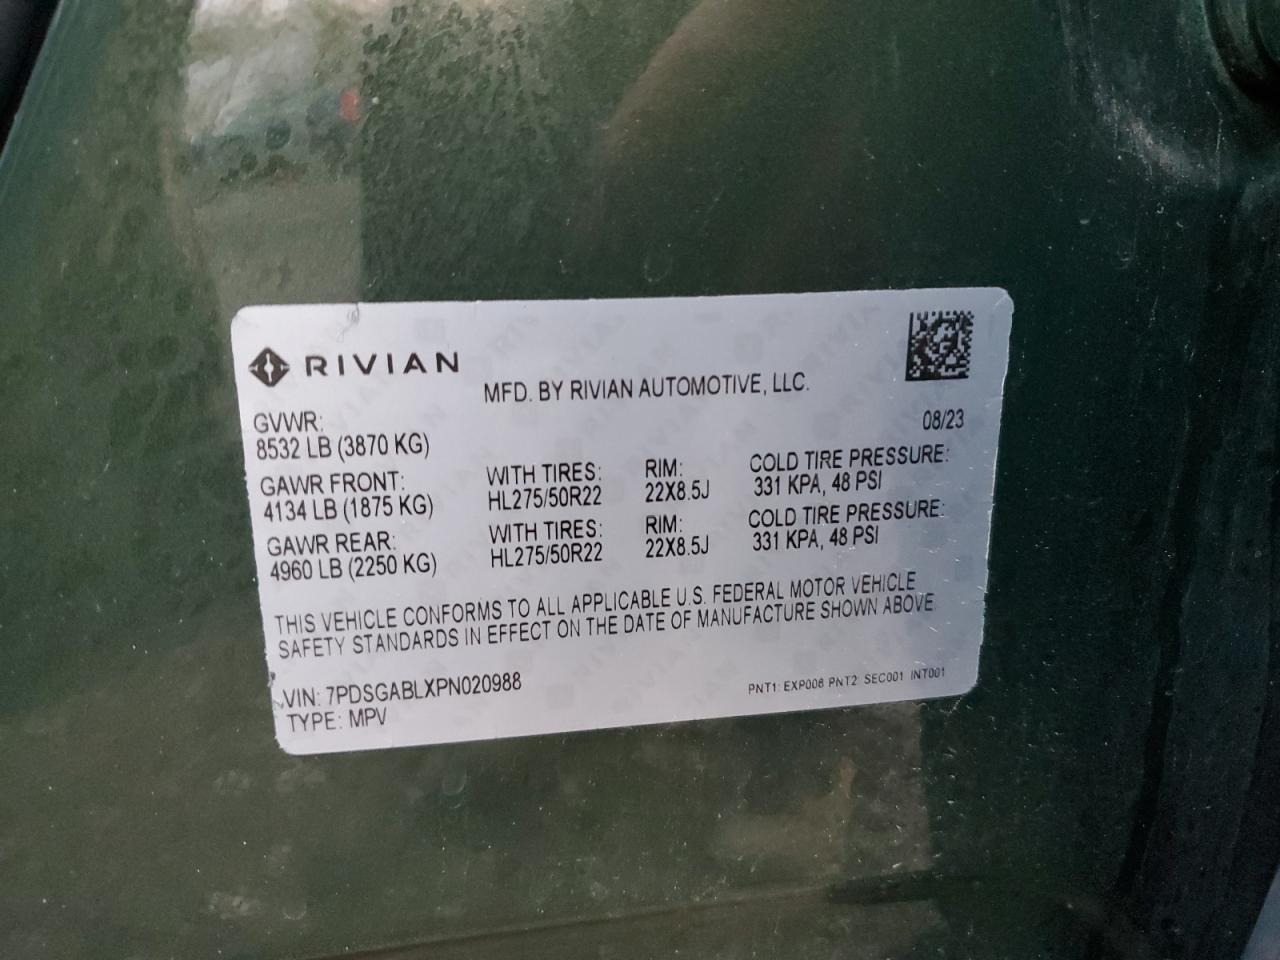 RIVIAN
MFD. BY RIVIAN AUTOMOTIVE, LLC.
08/23
GVWR:
8532 LB (3870 KG)
GAWR FRONT: WITH TIRES: RIM: COLD TIRE PRESSURE:
4134 LB (1875 KG) HL275/50R22 22X8.5J 331 KPA, 48 PSI
GAWR REAR: WITH TIRES: RIM: COLD TIRE PRESSURE:
4960 LB (2250 KG) HL275/50R22 22X8.5J 331 KPA, 48 PSI
THIS VEHICLE CONFORMS TO ALL APPLICABLE U.S. FEDERAL MOTOR VEHICLE
SAFETY STANDARDS IN EFFECT ON THE DATE OF MANUFACTURE SHOWN ABOVE
VIN: 7PDSGABLXPN020988
TYPE: MPV
PNT1: EXP006 PNT2: SEC001 INT001